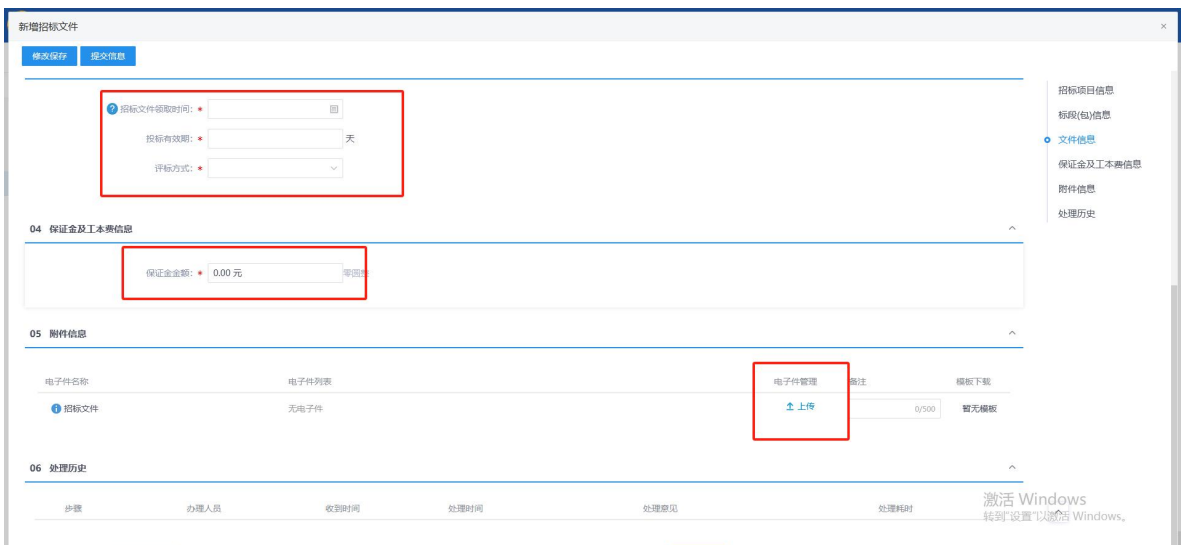 新增招标文件
×
修改保存 提交信息
? 招标文件领取时间: *
投标有效期: * 天
评标方式: *
04 保证金及工本费信息
保证金金额: * 0.00 元 零圆整
05 附件信息
电子件名称 电子件列表 电子件管理 备注 模板下载
招标文件 无电子件 上传 0/500 暂无模板
06 处理历史
步骤 办理人员 收到时间 处理时间 处理意见 处理耗时
招标项目信息
标段(包)信息
文件信息
保证金及工本费信息
附件信息
处理历史
激活 Windows
转到"设置"以激活 Windows。